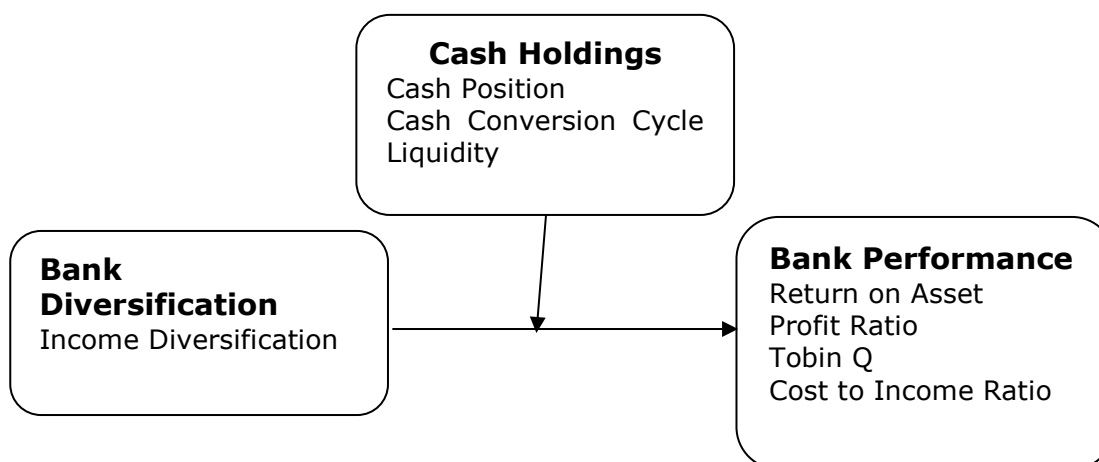 Cash Holdings
Cash Position
Cash Conversion Cycle
Liquidity
Bank
Diversification
Income Diversification
Bank Performance
Return on Asset
Profit Ratio
Tobin Q
Cost to Income Ratio